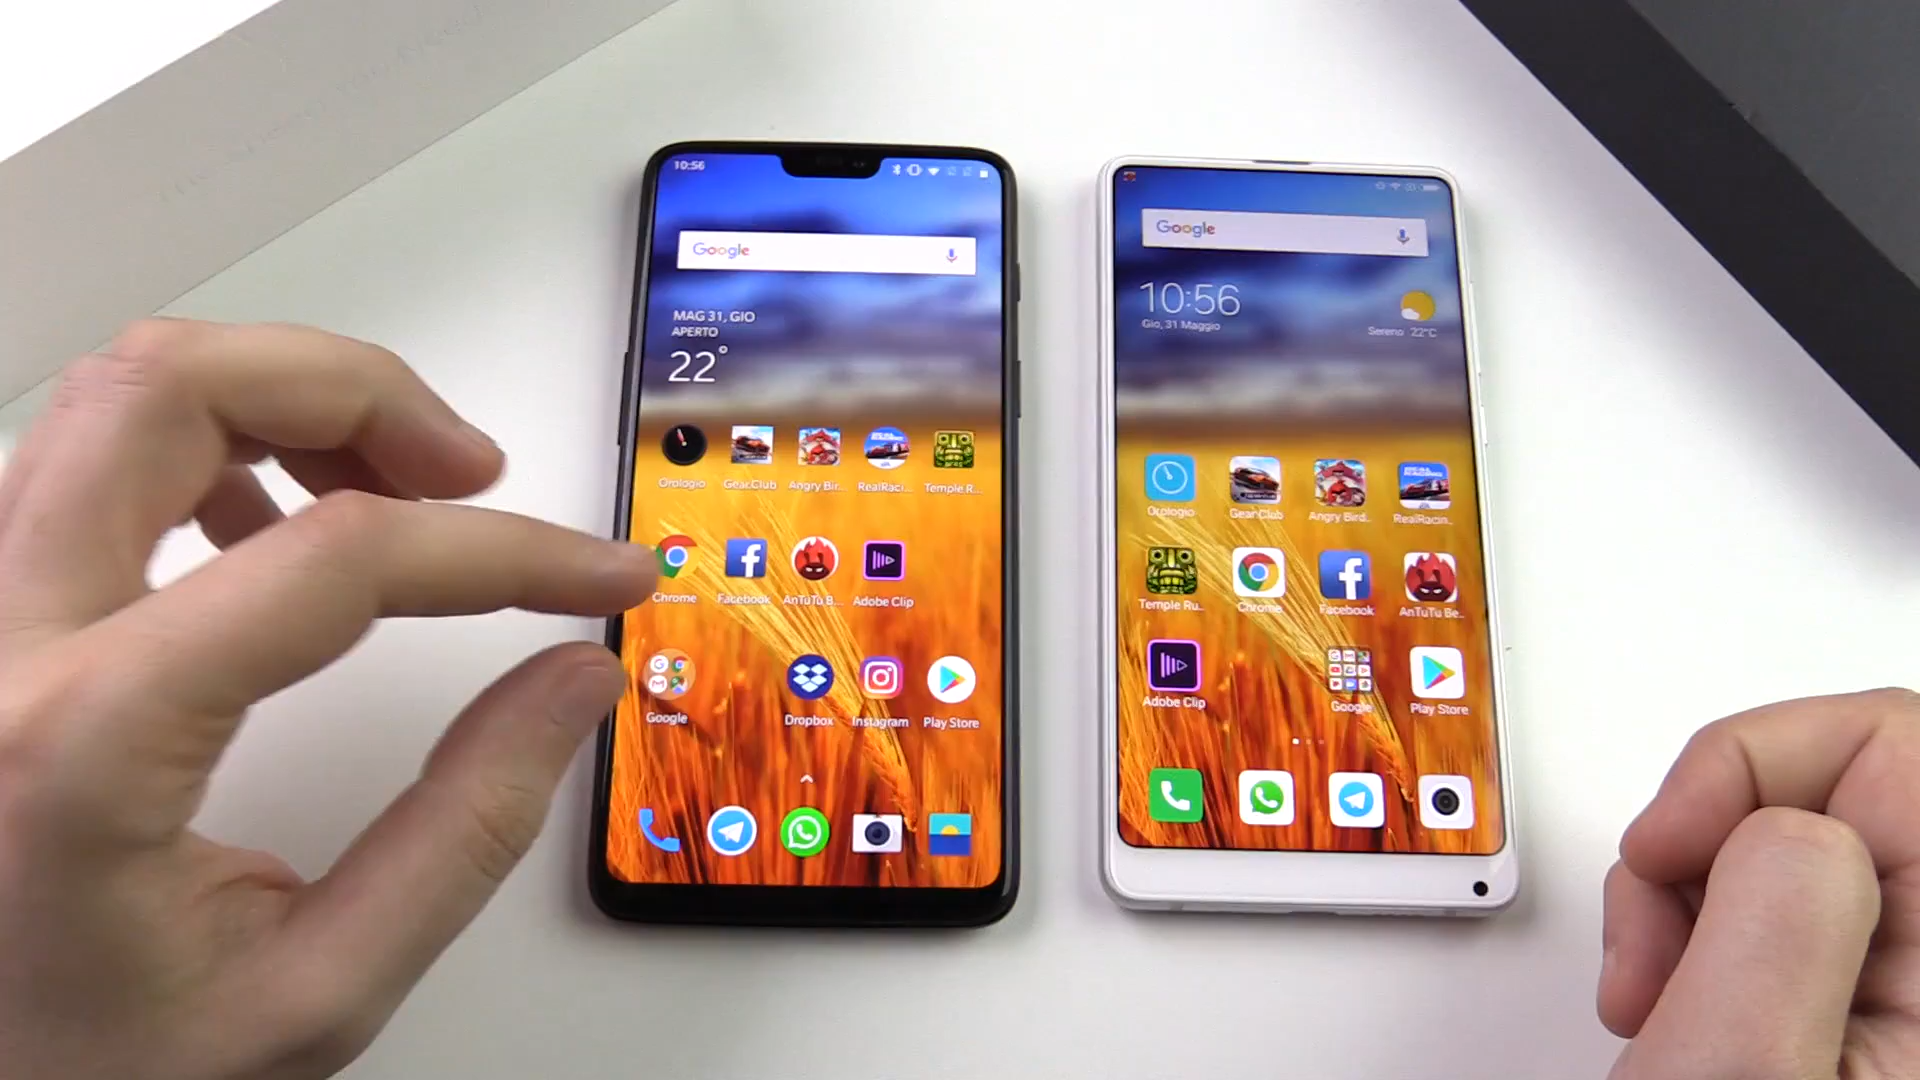 10:56
Google
MAG 31, GIO
APERTO
22°
Orologio
Gear.Club
Angry Bir...
RealRaci...
Temple R...
Chrome
Facebook
AnTuTu B...
Adobe Clip
Google
Dropbox
Instagram
Play Store
Google
10:56
Gio, 31 Maggio
Sereno 22°C
Orologio
Gear.Club
Angry Bird..
RealRacin..
Temple Ru..
Chrome
Facebook
AnTuTu Be..
Adobe Clip
Google
Play Store